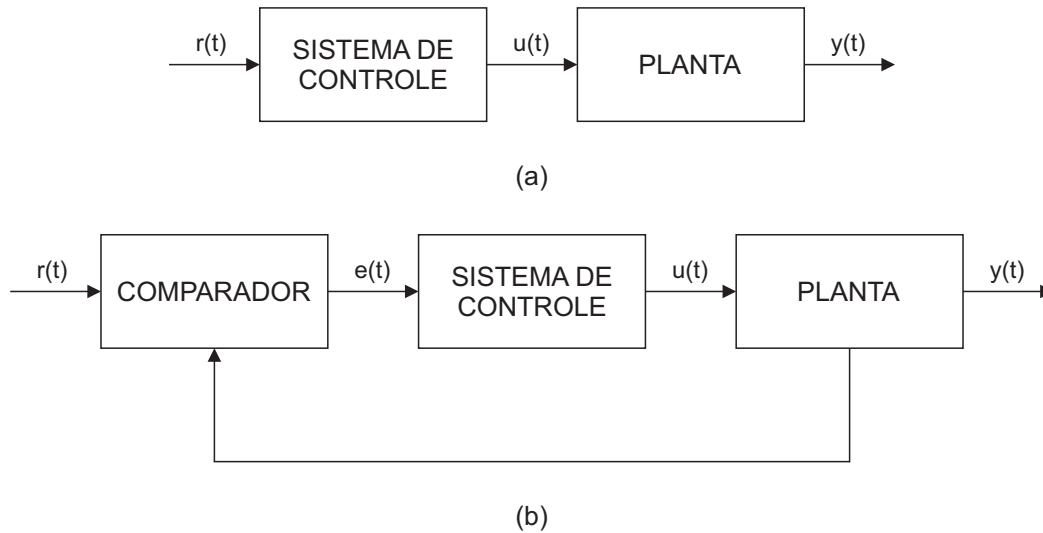 r(t)
SISTEMA DE
CONTROLE
u(t)
PLANTA
y(t)
(a)
r(t)
COMPARADOR
e(t)
SISTEMA DE
CONTROLE
u(t)
PLANTA
y(t)
(b)